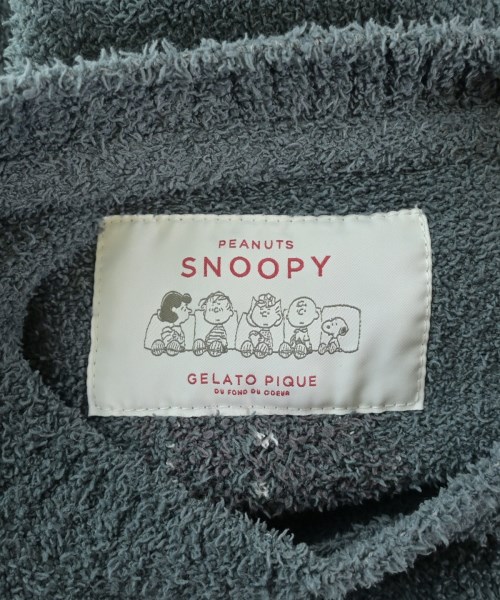 PEANUTS
SNOOPY
GELATO PIQUE
DU FOND DU COEUR